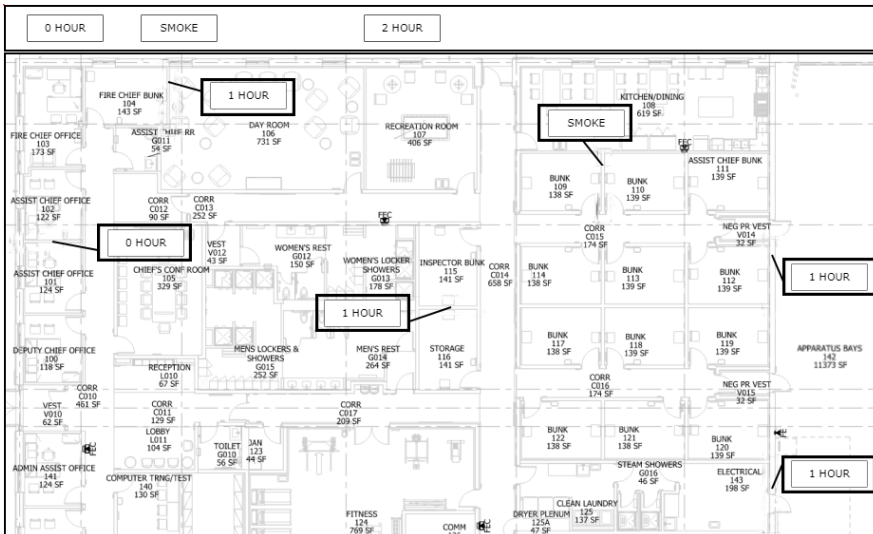 0 HOUR
SMOKE
2 HOUR
FIRE CHIEF BUNK
104
143 SF
1 HOUR
DAY ROOM
106
731 SF
RECREATION ROOM
107
406 SF
KITCHEN/DINING
108
619 SF
SMOKE
FEC
FIRE CHIEF OFFICE
103
173 SF
ASSIST CHIEF RR
G011
54 SF
BUNK
109
138 SF
BUNK
110
139 SF
ASSIST CHIEF BUNK
111
139 SF
ASSIST CHIEF OFFICE
102
122 SF
CORR
C012
90 SF
CORR
C013
252 SF
FEC
CORR
C015
174 SF
NEG PR VEST
V014
32 SF
0 HOUR
VEST
V012
43 SF
WOMEN'S REST
G012
150 SF
WOMEN'S LOCKER
SHOWERS
G013
178 SF
INSPECTOR BUNK
115
141 SF
CORR
C014
658 SF
BUNK
114
138 SF
BUNK
113
139 SF
BUNK
112
139 SF
1 HOUR
ASSIST CHIEF OFFICE
101
124 SF
CHIEF'S CONF ROOM
105
329 SF
1 HOUR
DEPUTY CHIEF OFFICE
100
118 SF
RECEPTION
L010
67 SF
MENS LOCKERS &
SHOWERS
G015
252 SF
MEN'S REST
G014
264 SF
STORAGE
116
141 SF
BUNK
117
138 SF
BUNK
118
139 SF
BUNK
119
139 SF
APPARATUS BAYS
142
11373 SF
CORR
C010
461 SF
VEST
V010
62 SF
CORR
C011
129 SF
CORR
C017
209 SF
CORR
C016
174 SF
NEG PR VEST
V015
32 SF
LOBBY
L011
104 SF
FEC
TOILET
G010
56 SF
JAN
123
44 SF
BUNK
122
138 SF
BUNK
121
138 SF
BUNK
120
139 SF
FE
ADMIN ASSIST OFFICE
141
124 SF
COMPUTER TRNG/TEST
140
130 SF
STEAM SHOWERS
G016
46 SF
ELECTRICAL
143
198 SF
1 HOUR
FITNESS
124
769 SF
COMM
FEC
DRYER PLENUM
125A
47 SF
CLEAN LAUNDRY
125
137 SF